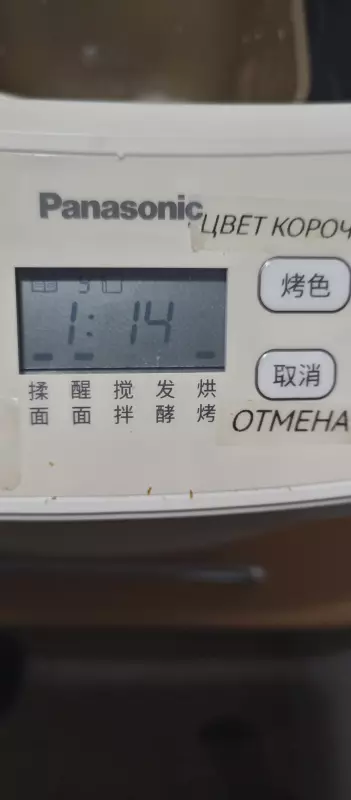 Panasonic
ЦВЕТ КОРОЧ
烤色
1:14
取消
揉面 醒面 搅拌 发酵 烘烤
ОТМЕНА